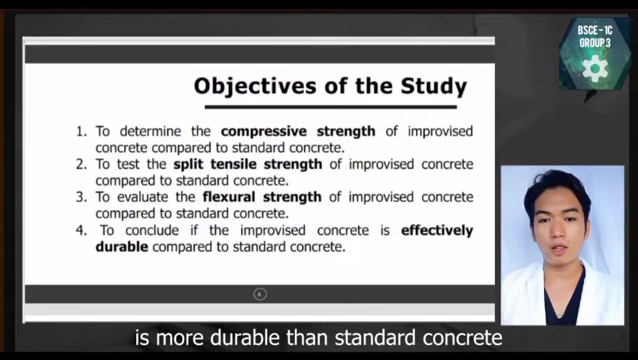 BSCE - 1C
GROUP 3
Objectives of the Study
1. To determine the compressive strength of improvised
concrete compared to standard concrete.
2. To test the split tensile strength of improvised concrete
compared to standard concrete.
3. To evaluate the flexural strength of improvised concrete
compared to standard concrete.
4. To conclude if the improvised concrete is effectively
durable compared to standard concrete.
is more durable than standard concrete